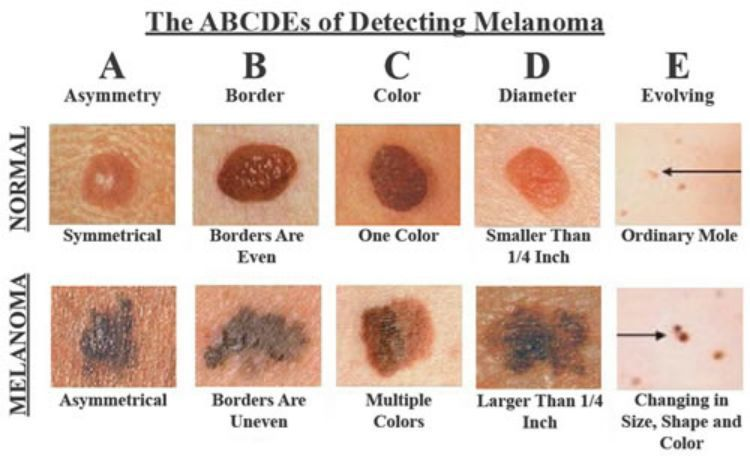 The ABCDEs of Detecting Melanoma
A B C D E
Asymmetry Border Color Diameter Evolving
NORMAL
Symmetrical Borders Are One Color Smaller Than Ordinary Mole
Even 1/4 Inch
MELANOMA
Asymmetrical Borders Are Multiple Larger Than 1/4 Changing in
Uneven Colors Inch Size, Shape and
Color